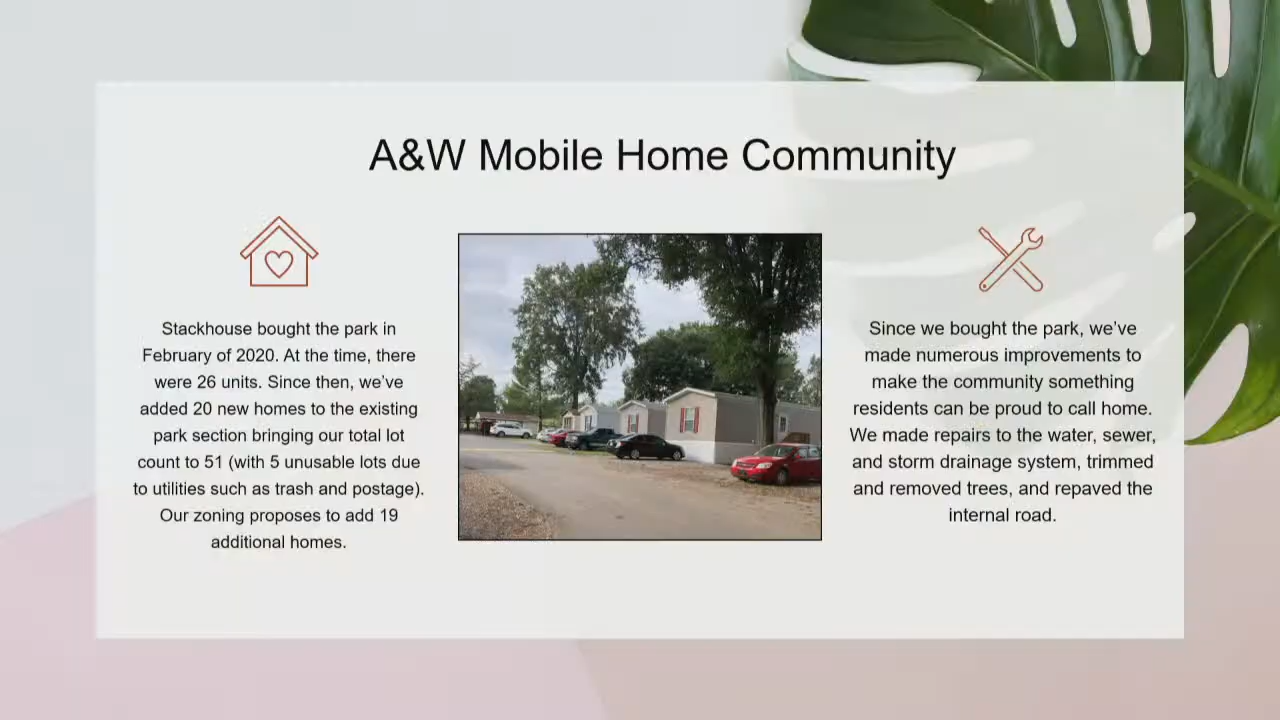 A&W Mobile Home Community
Stackhouse bought the park in
February of 2020. At the time, there
were 26 units. Since then, we’ve
added 20 new homes to the existing
park section bringing our total lot
count to 51 (with 5 unusable lots due
to utilities such as trash and postage).
Our zoning proposes to add 19
additional homes.
Since we bought the park, we’ve
made numerous improvements to
make the community something
residents can be proud to call home.
We made repairs to the water, sewer,
and storm drainage system, trimmed
and removed trees, and repaved the
internal road.